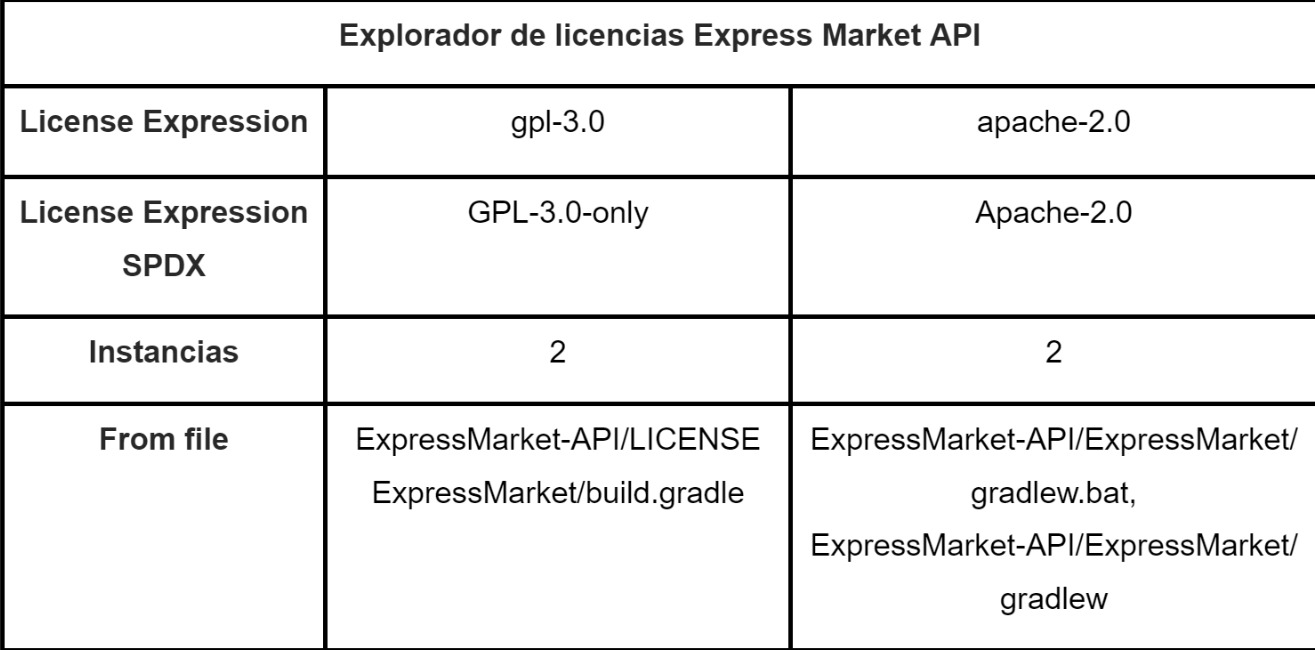 Explorador de licencias Express Market API
License Expression
gpl-3.0
apache-2.0
License Expression
SPDX
GPL-3.0-only
Apache-2.0
Instancias
2
2
From file
ExpressMarket-API/LICENSE
ExpressMarket/build.gradle
ExpressMarket-API/ExpressMarket/
gradlew.bat,
ExpressMarket-API/ExpressMarket/
gradlew